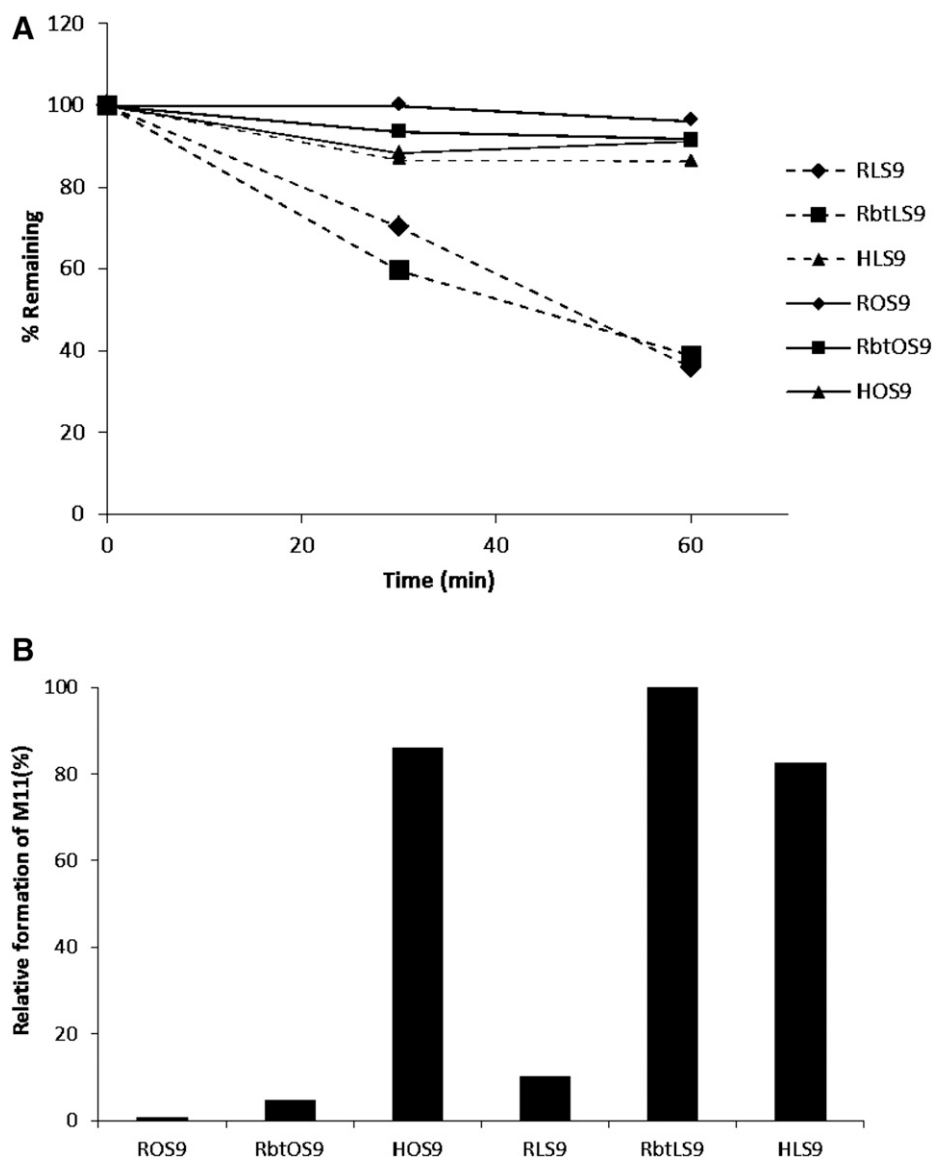 A
120
100
80
60
40
20
0
% Remaining
0 20 40 60
Time (min)
RLS9
RbtLS9
HLS9
ROS9
RbtOS9
HOS9
B
100
80
60
40
20
0
Relative formation of M11(%)
ROS9 RbtOS9 HOS9 RLS9 RbtLS9 HLS9